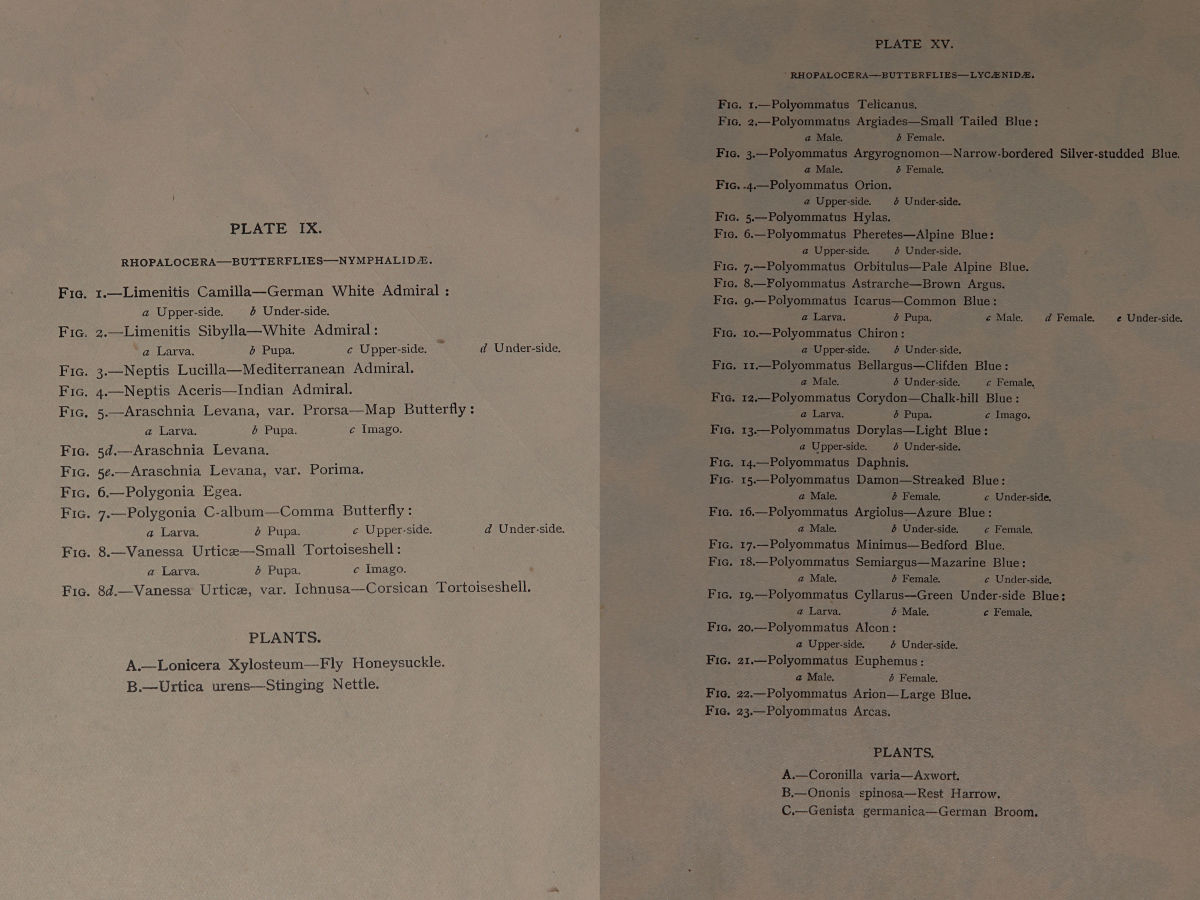 PLATE IX.
RHOPALOCERA—BUTTERFLIES—NYMPHALIDÆ.
FIG. 1.—Limenitis Camilla—German White Admiral :
a Upper-side. b Under-side.
FIG. 2.—Limenitis Sibylla—White Admiral :
a Larva. b Pupa. c Upper-side. d Under-side.
FIG. 3.—Neptis Lucilla—Mediterranean Admiral.
FIG. 4.—Neptis Aceris—Indian Admiral.
FIG. 5.—Araschnia Levana, var. Prorsa—Map Butterfly :
a Larva. b Pupa. c Imago.
FIG. 5d.—Araschnia Levana.
FIG. 5e.—Araschnia Levana, var. Porima.
FIG. 6.—Polygonia Egea.
FIG. 7.—Polygonia C-album—Comma Butterfly :
a Larva. b Pupa. c Upper-side. d Under-side.
FIG. 8.—Vanessa Urticæ—Small Tortoiseshell :
a Larva. b Pupa. c Imago.
FIG. 8d.—Vanessa Urticæ, var. Ichnusa—Corsican Tortoiseshell.
PLANTS.
A.—Lonicera Xylosteum—Fly Honeysuckle.
B.—Urtica urens—Stinging Nettle.
PLATE XV.
RHOPALOCERA—BUTTERFLIES—LYCÆNIDÆ.
FIG. 1.—Polyommatus Telicanus.
FIG. 2.—Polyommatus Argiades—Small Tailed Blue :
a Male. b Female.
FIG. 3.—Polyommatus Argyrognomon—Narrow-bordered Silver-studded Blue.
a Male. b Female.
FIG. 4.—Polyommatus Orion.
a Upper-side. b Under-side.
FIG. 5.—Polyommatus Hylas.
FIG. 6.—Polyommatus Pheretes—Alpine Blue :
a Upper-side. b Under-side.
FIG. 7.—Polyommatus Orbitulus—Pale Alpine Blue.
FIG. 8.—Polyommatus Astrarche—Brown Argus.
FIG. 9.—Polyommatus Icarus—Common Blue :
a Larva. b Pupa. c Male. d Female. e Under-side.
FIG. 10.—Polyommatus Chiron :
a Upper-side. b Under-side.
FIG. 11.—Polyommatus Bellargus—Clifden Blue :
a Male. b Under-side. c Female.
FIG. 12.—Polyommatus Corydon—Chalk-hill Blue :
a Larva. b Pupa. c Imago.
FIG. 13.—Polyommatus Dorylas—Light Blue :
a Upper-side. b Under-side.
FIG. 14.—Polyommatus Daphnis.
FIG. 15.—Polyommatus Damon—Streaked Blue :
a Male. b Female. c Under-side.
FIG. 16.—Polyommatus Argiolus—Azure Blue :
a Male. b Under-side. c Female.
FIG. 17.—Polyommatus Minimus—Bedford Blue.
FIG. 18.—Polyommatus Semiargus—Mazarine Blue :
a Male. b Female. c Under-side.
FIG. 19.—Polyommatus Cyllarus—Green Under-side Blue :
a Larva. b Male. c Female.
FIG. 20.—Polyommatus Alcon :
a Upper-side. b Under-side.
FIG. 21.—Polyommatus Euphemus :
a Male. b Female.
FIG. 22.—Polyommatus Arion—Large Blue.
FIG. 23.—Polyommatus Arcas.
PLANTS.
A.—Coronilla varia—Axwort.
B.—Ononis spinosa—Rest Harrow.
C.—Genista germanica—German Broom.